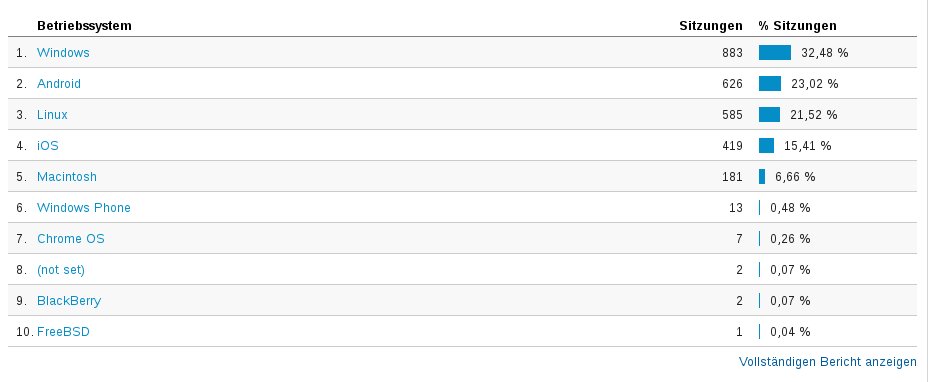 Betriebssystem Sitzungen % Sitzungen
1. Windows 883 32,48 %
2. Android 626 23,02 %
3. Linux 585 21,52 %
4. iOS 419 15,41 %
5. Macintosh 181 6,66 %
6. Windows Phone 13 0,48 %
7. Chrome OS 7 0,26 %
8. (not set) 2 0,07 %
9. BlackBerry 2 0,07 %
10. FreeBSD 1 0,04 %
Vollständigen Bericht anzeigen